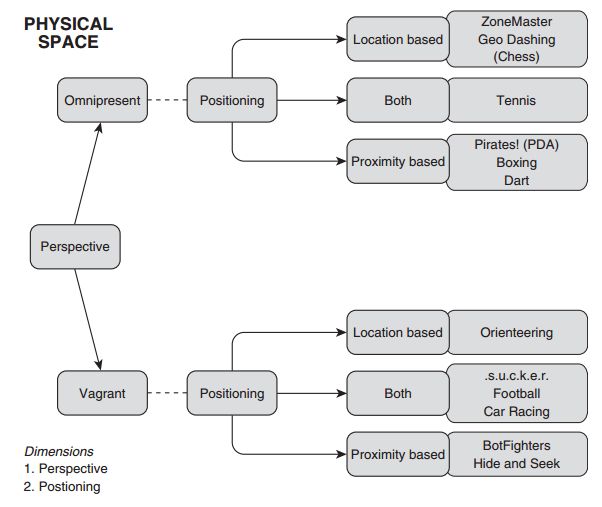 PHYSICAL
SPACE
Omnipresent
Positioning
Location based
ZoneMaster
Geo Dashing
(Chess)
Both
Tennis
Proximity based
Pirates! (PDA)
Boxing
Dart
Perspective
Vagrant
Positioning
Location based
Orienteering
Both
.s.u.c.k.e.r.
Football
Car Racing
Proximity based
BotFighters
Hide and Seek
Dimensions
1. Perspective
2. Postioning